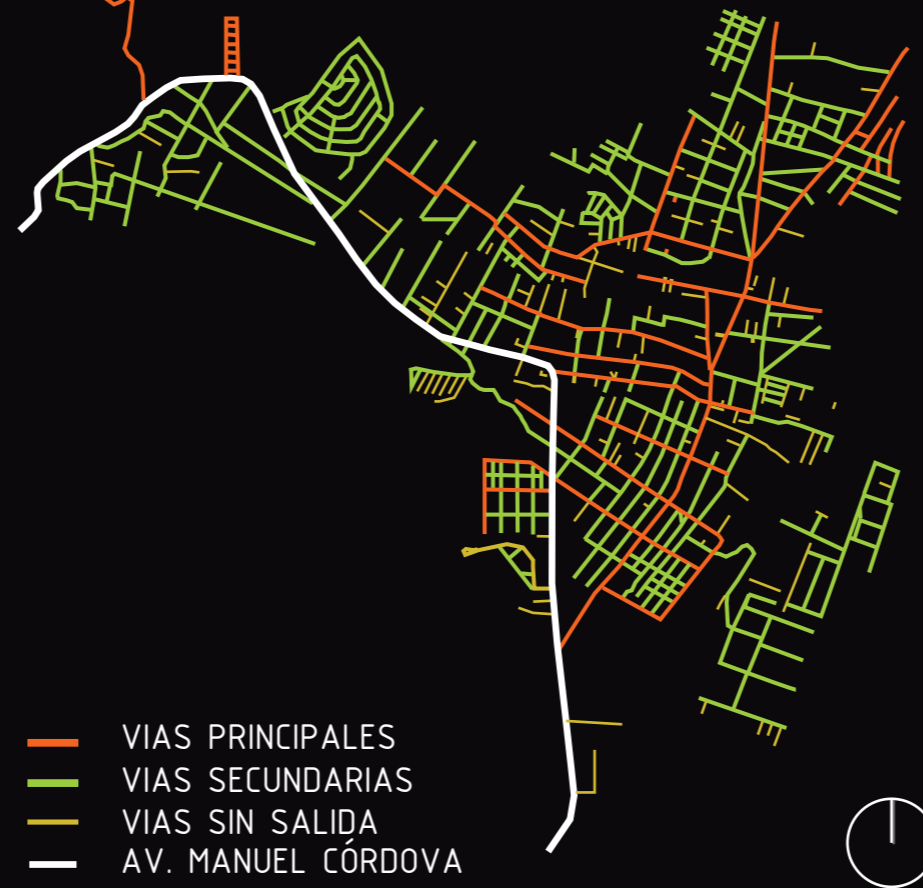 VIAS PRINCIPALES
VIAS SECUNDARIAS
VIAS SIN SALIDA
AV. MANUEL CÓRDOVA